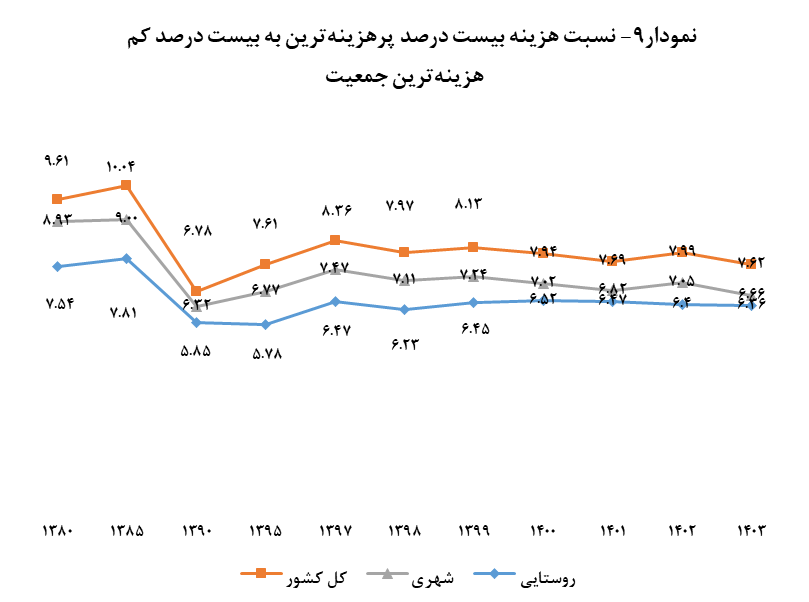 نمودار۹- نسبت هزینه بیست درصد پرهزینه‌ترین به بیست درصد کم
هزینه‌ترین جمعیت
۹.۶۱ ۱۰.۰۴ ۶.۷۸ ۷.۶۱ ۸.۳۶ ۷.۹۷ ۸.۱۳ ۷.۹۴ ۷.۶۹ ۷.۹۹ ۷.۶۲
۸.۹۳ ۹.۰۰ ۶.۳۲ ۶.۷۷ ۷.۴۷ ۷.۱۱ ۷.۲۴ ۷.۰۲ ۶.۸۲ ۷.۰۵ ۶.۶۶
۷.۵۴ ۷.۸۱ ۵.۸۵ ۵.۷۸ ۶.۴۷ ۶.۲۳ ۶.۴۵ ۶.۵۲ ۶.۴۷ ۶.۴ ۶.۳۶
۱۳۸۰ ۱۳۸۵ ۱۳۹۰ ۱۳۹۵ ۱۳۹۷ ۱۳۹۸ ۱۳۹۹ ۱۴۰۰ ۱۴۰۱ ۱۴۰۲ ۱۴۰۳
کل کشور شهری روستایی